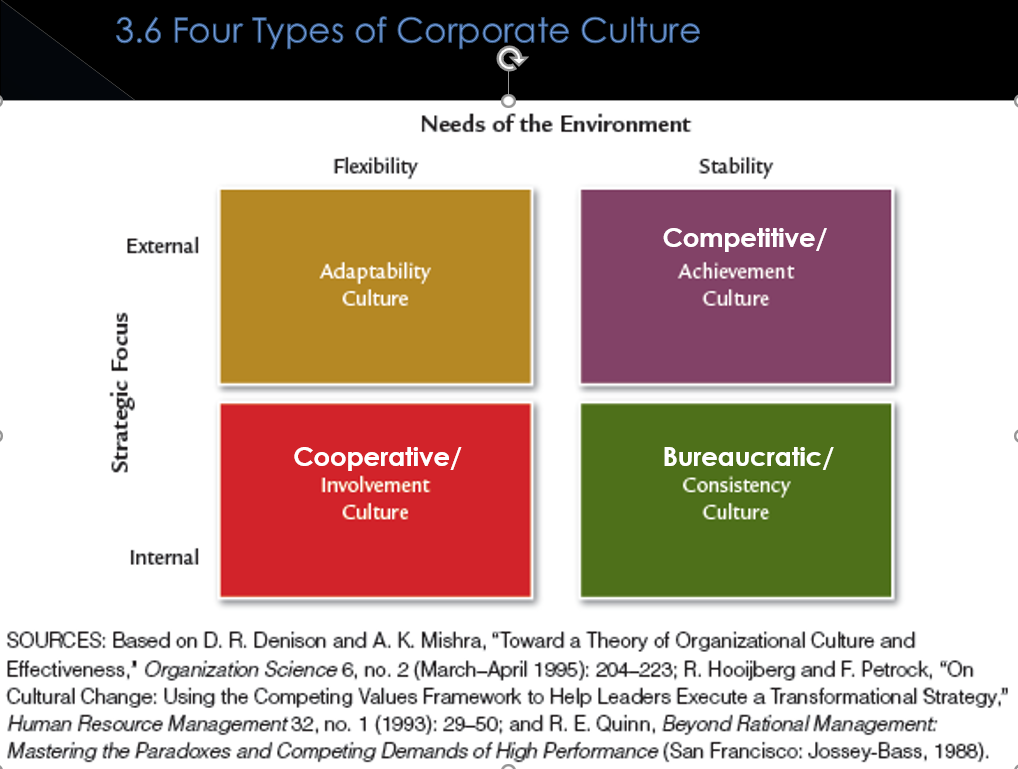 3.6 Four Types of Corporate Culture
Needs of the Environment
Flexibility
Stability
Strategic Focus
External
Adaptability
Culture
Competitive/
Achievement
Culture
Internal
Cooperative/
Involvement
Culture
Bureaucratic/
Consistency
Culture
SOURCES: Based on D. R. Denison and A. K. Mishra, “Toward a Theory of Organizational Culture and
Effectiveness," Organization Science 6, no. 2 (March–April 1995): 204–223; R. Hooijberg and F. Petrock, “On
Cultural Change: Using the Competing Values Framework to Help Leaders Execute a Transformational Strategy,”
Human Resource Management 32, no. 1 (1993): 29–50; and R. E. Quinn, Beyond Rational Management:
Mastering the Paradoxes and Competing Demands of High Performance (San Francisco: Jossey-Bass, 1988).